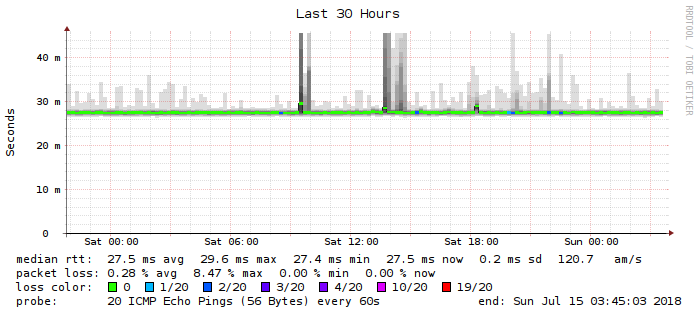 Last 30 Hours
RRDTOOL / TOBI OETIKER
Seconds
40 m
30 m
20 m
10 m
0
Sat 00:00 Sat 06:00 Sat 12:00 Sat 18:00 Sun 00:00
median rtt: 27.5 ms avg 29.6 ms max 27.4 ms min 27.5 ms now 0.2 ms sd 120.7 am/s
packet loss: 0.28 % avg 8.47 % max 0.00 % min 0.00 % now
loss color: 0 1/20 2/20 3/20 4/20 10/20 19/20
probe: 20 ICMP Echo Pings (56 Bytes) every 60s end: Sun Jul 15 03:45:03 2018